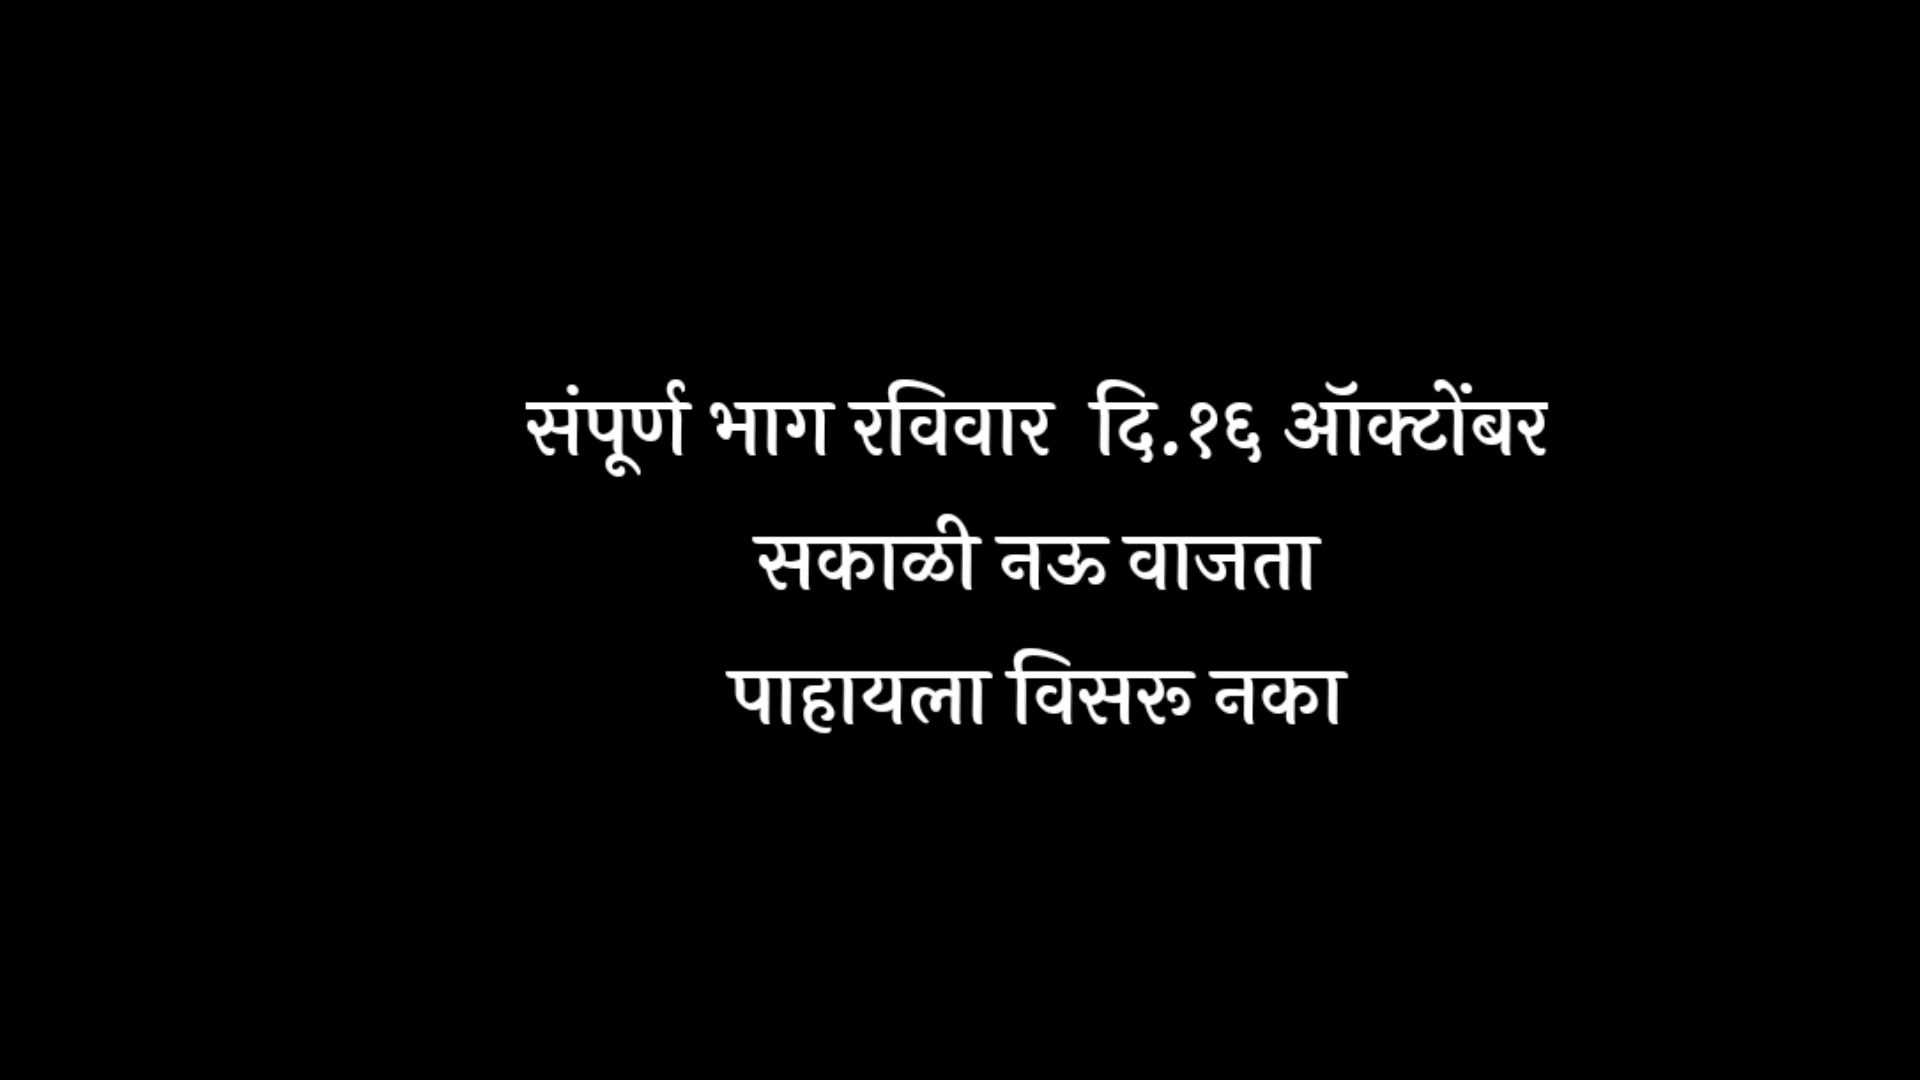 संपूर्ण भाग रविवार  दि.१६ ऑक्टोंबर
सकाळी नऊ वाजता
पाहायला विसरू नका